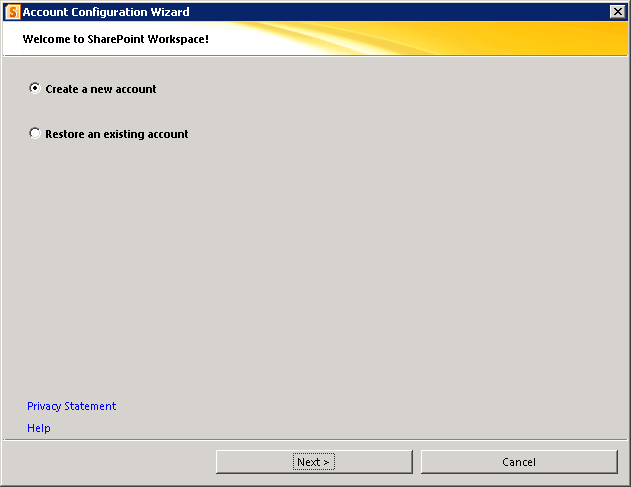 Account Configuration Wizard
Welcome to SharePoint Workspace!
Create a new account
Restore an existing account
Privacy Statement
Help
Next >
Cancel